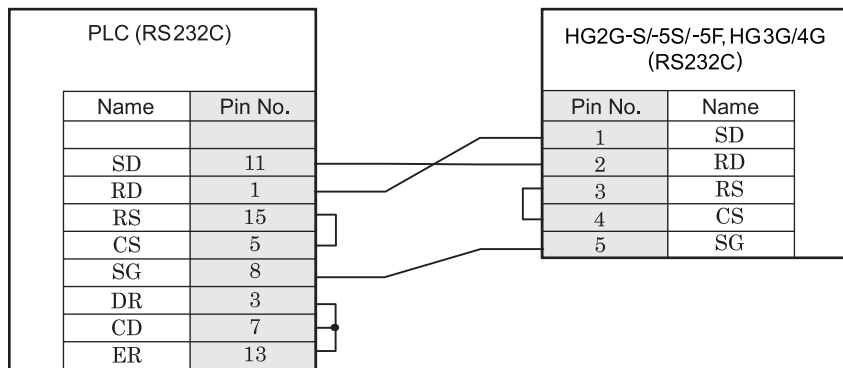 PLC (RS232C)
Name Pin No.
SD 11
RD 1
RS 15
CS 5
SG 8
DR 3
CD 7
ER 13
HG2G-S/-5S/-5F, HG3G/4G
(RS232C)
Pin No. Name
1 SD
2 RD
3 RS
4 CS
5 SG